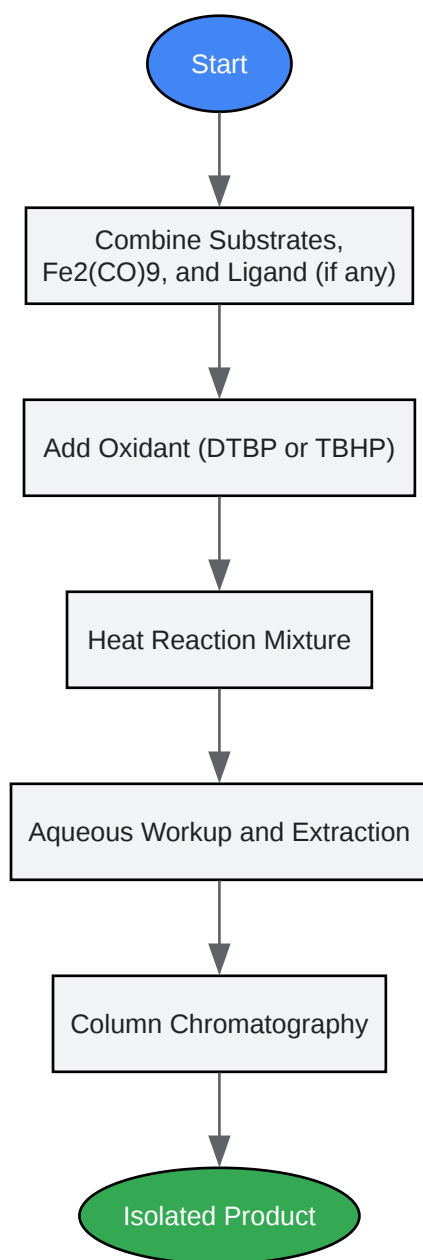 Start
Combine Substrates,
Fe2(CO)9, and Ligand (if any)
Add Oxidant (DTBP or TBHP)
Heat Reaction Mixture
Aqueous Workup and Extraction
Column Chromatography
Isolated Product